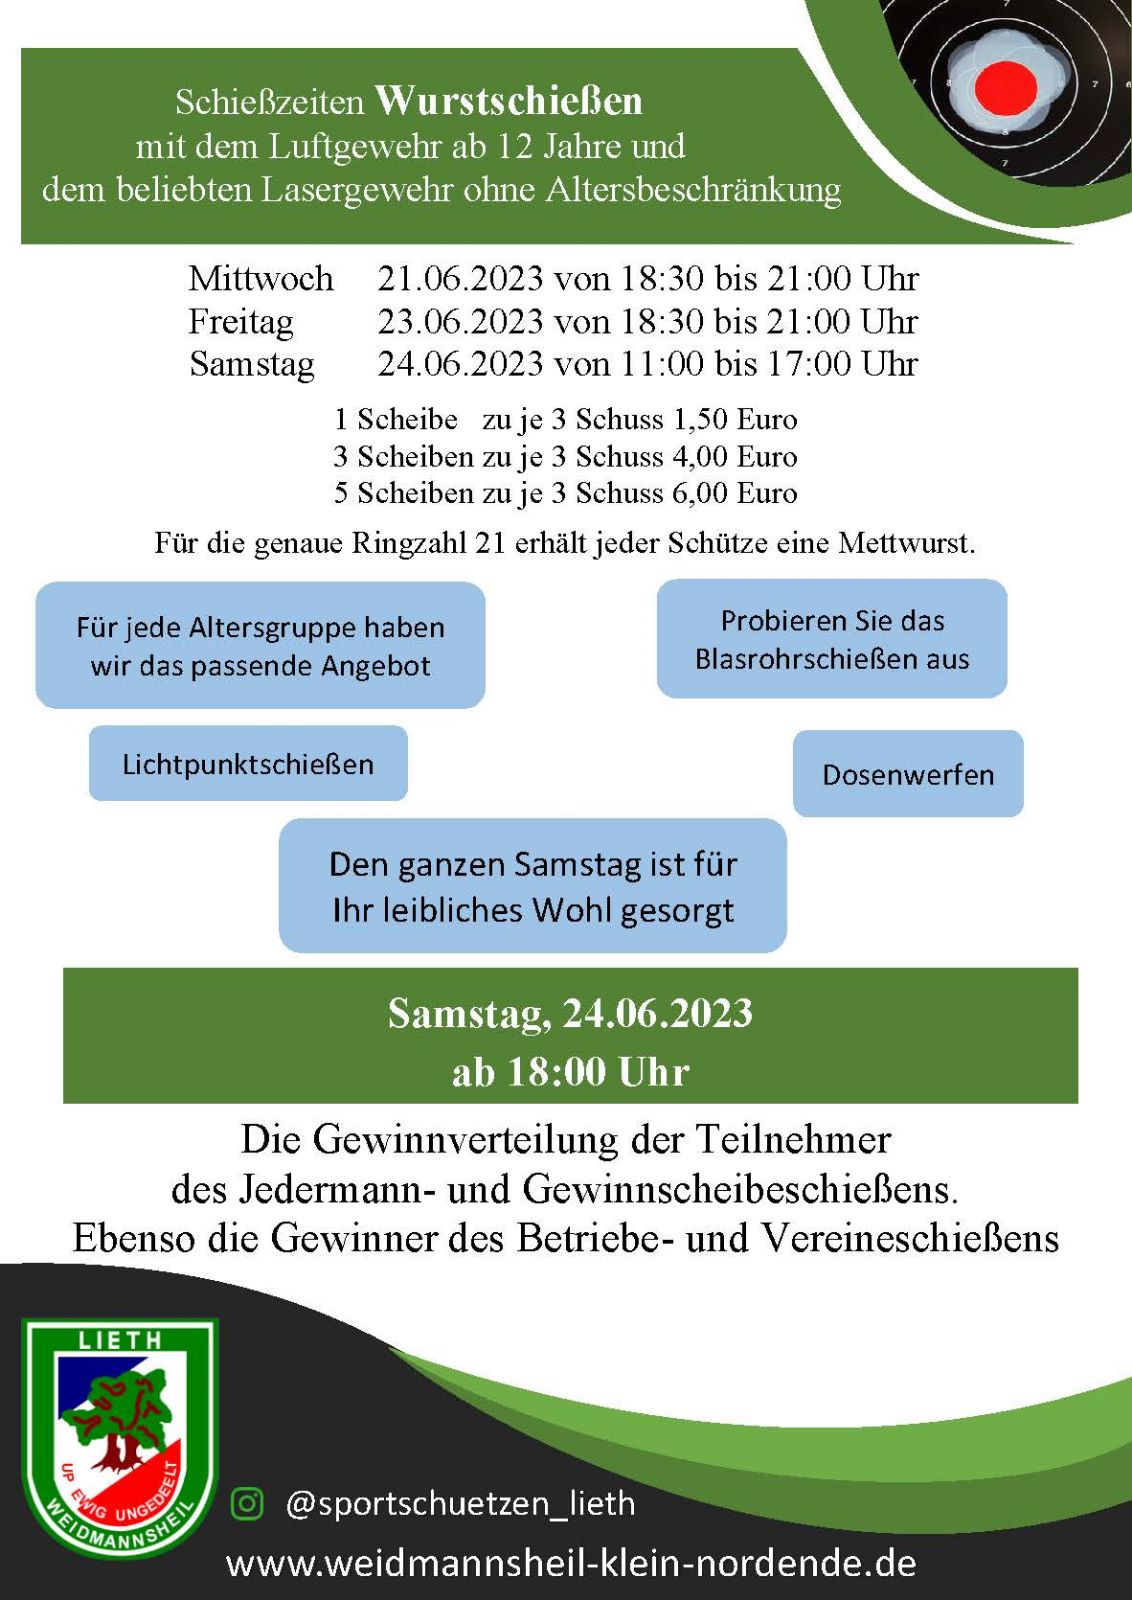 Schießzeiten Wurstschießen
mit dem Luftgewehr ab 12 Jahre und
dem beliebten Lasergewehr ohne Altersbeschränkung
Mittwoch 21.06.2023 von 18:30 bis 21:00 Uhr
Freitag 23.06.2023 von 18:30 bis 21:00 Uhr
Samstag 24.06.2023 von 11:00 bis 17:00 Uhr
1 Scheibe zu je 3 Schuss 1,50 Euro
3 Scheiben zu je 3 Schuss 4,00 Euro
5 Scheiben zu je 3 Schuss 6,00 Euro
Für die genaue Ringzahl 21 erhält jeder Schütze eine Mettwurst.
Für jede Altersgruppe haben
wir das passende Angebot
Probieren Sie das
Blasrohrschießen aus
Lichtpunktschießen
Dosenwerfen
Den ganzen Samstag ist für
Ihr leibliches Wohl gesorgt
Samstag, 24.06.2023
ab 18:00 Uhr
Die Gewinnverteilung der Teilnehmer
des Jedermann- und Gewinnscheibeschießens.
Ebenso die Gewinner des Betriebe- und Vereineschießens
LIETH
UP EWIG UNGEDEELT
WEIDMANNSHEIL
@sportschuetzen_lieth
www.weidmannsheil-klein-nordende.de